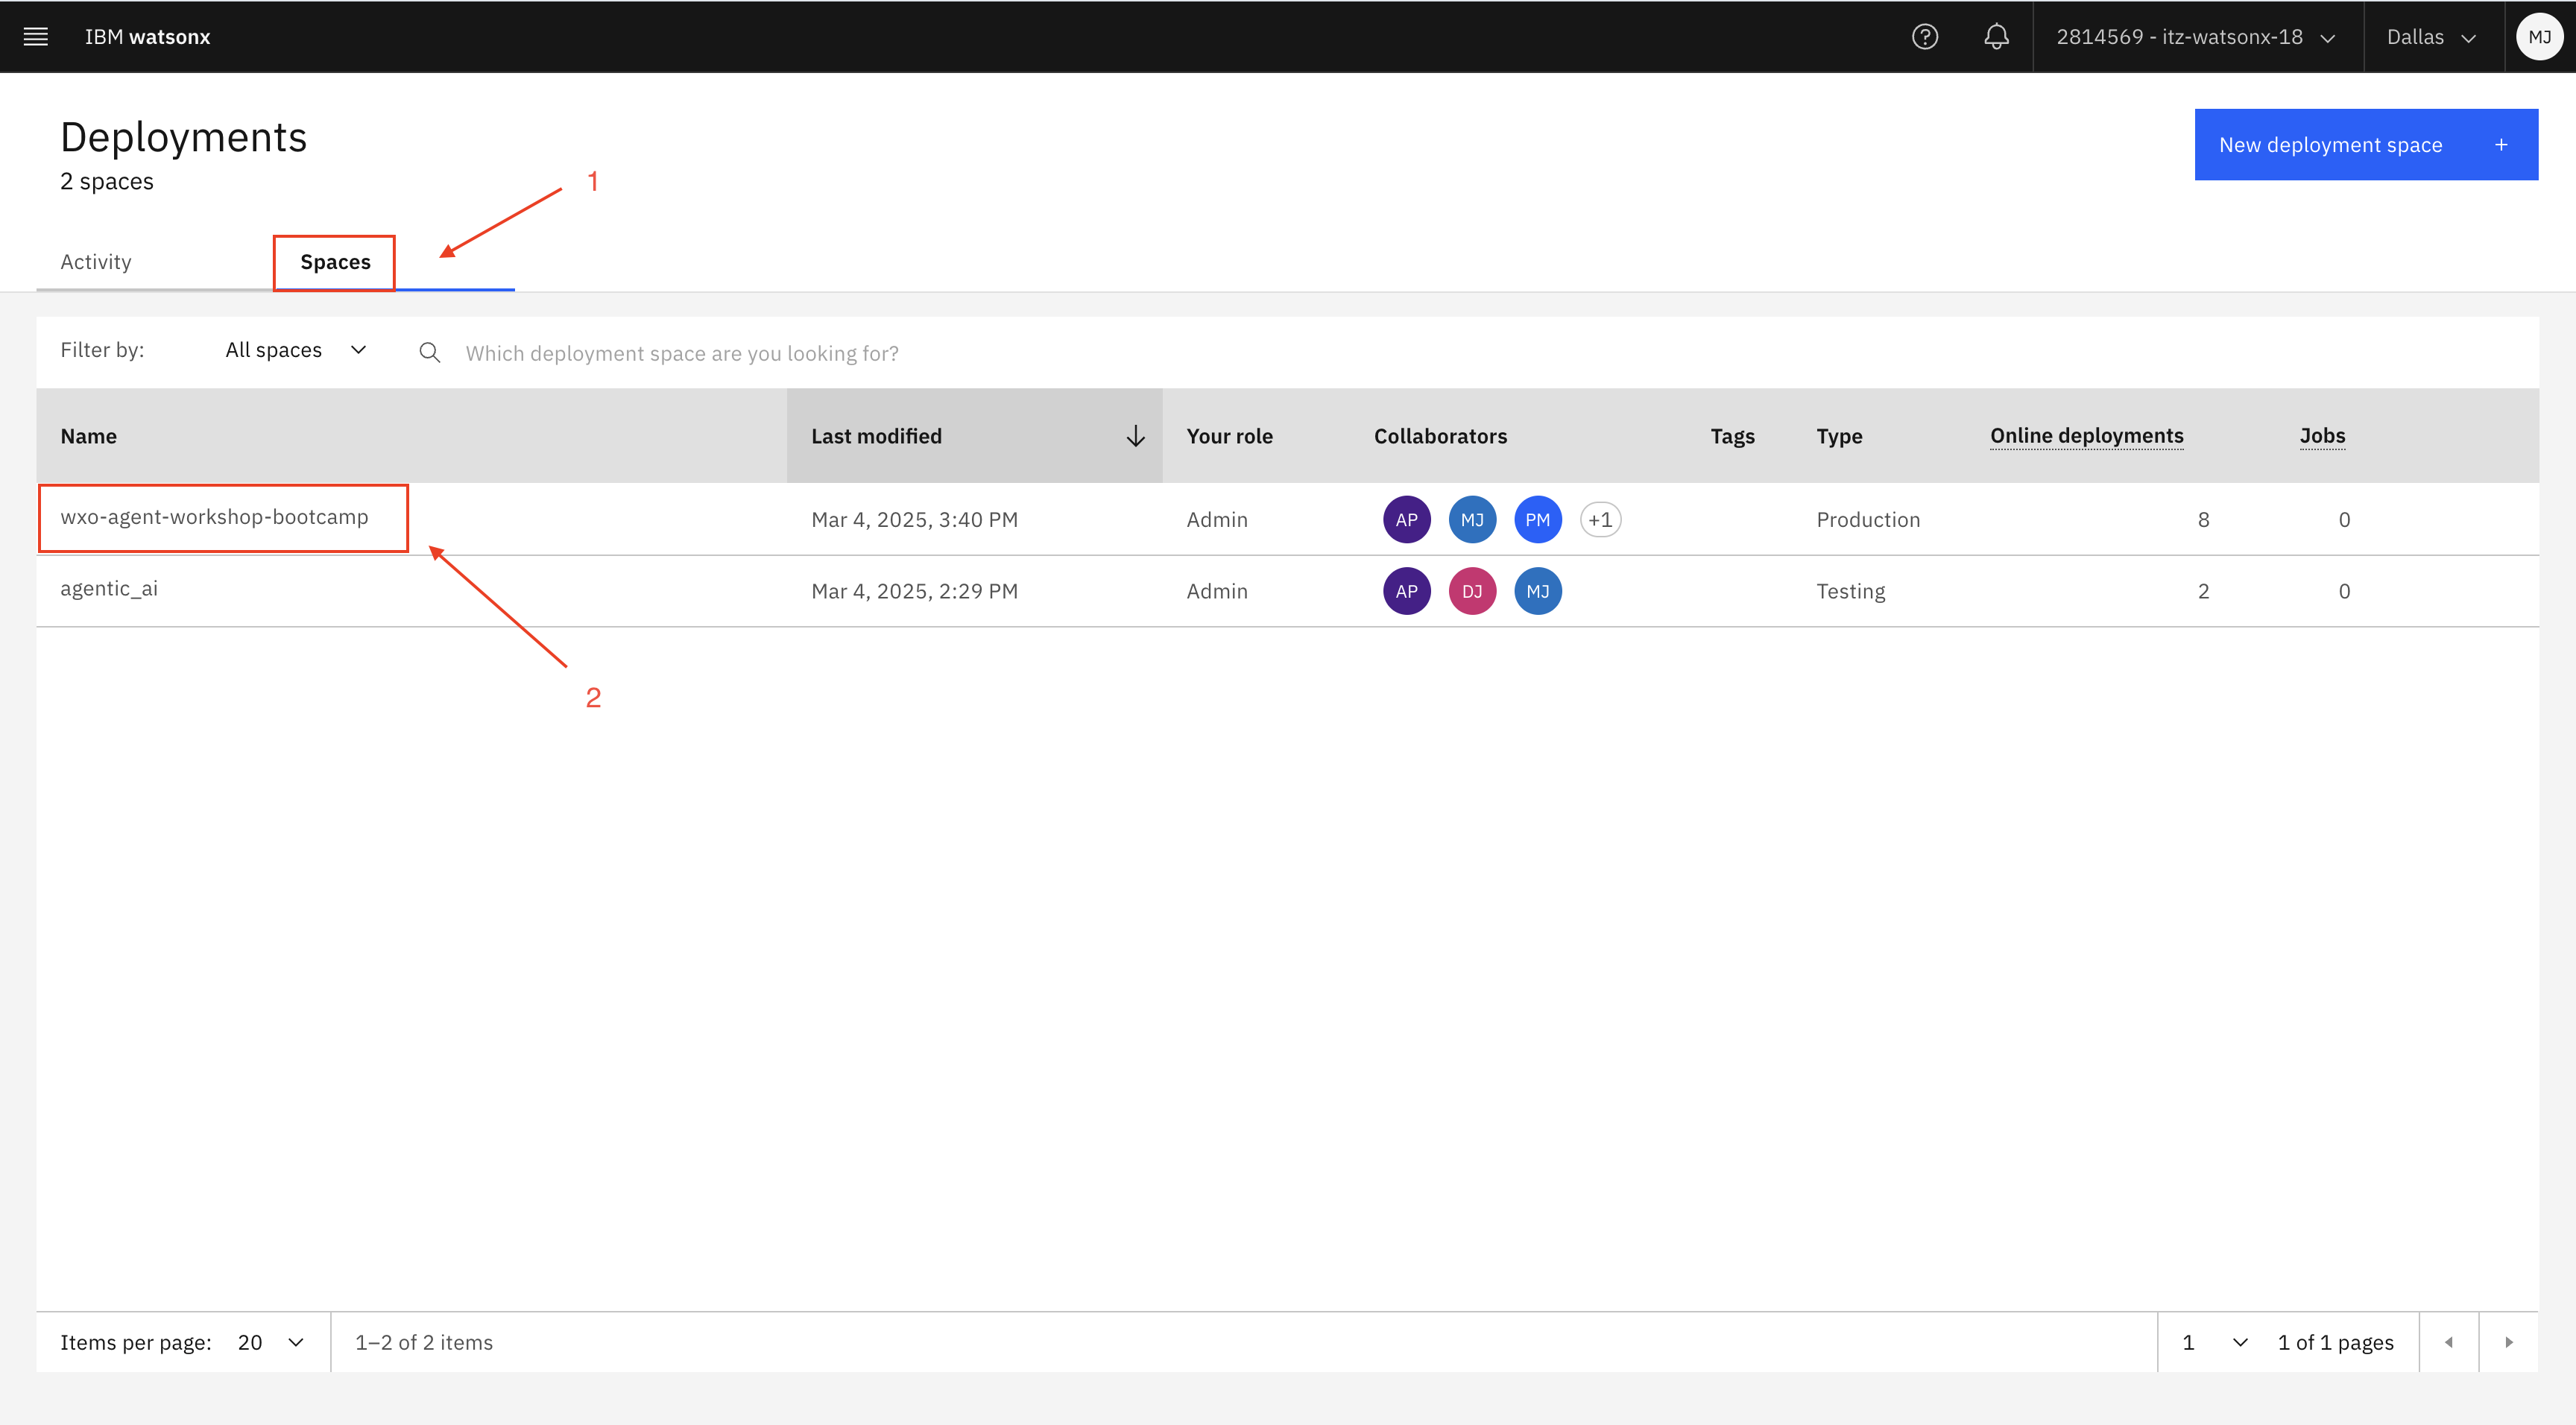 IBM watsonx
2814569 - itz-watsonx-18
Dallas
MJ
Deployments
2 spaces
New deployment space +
1
Activity
Spaces
Filter by:
All spaces
Which deployment space are you looking for?
Name Last modified Your role Collaborators Tags Type Online deployments Jobs
wxo-agent-workshop-bootcamp Mar 4, 2025, 3:40 PM Admin AP MJ PM +1 Production 8 0
agentic_ai Mar 4, 2025, 2:29 PM Admin AP DJ MJ Testing 2 0
2
Items per page: 20 1–2 of 2 items 1 1 of 1 pages